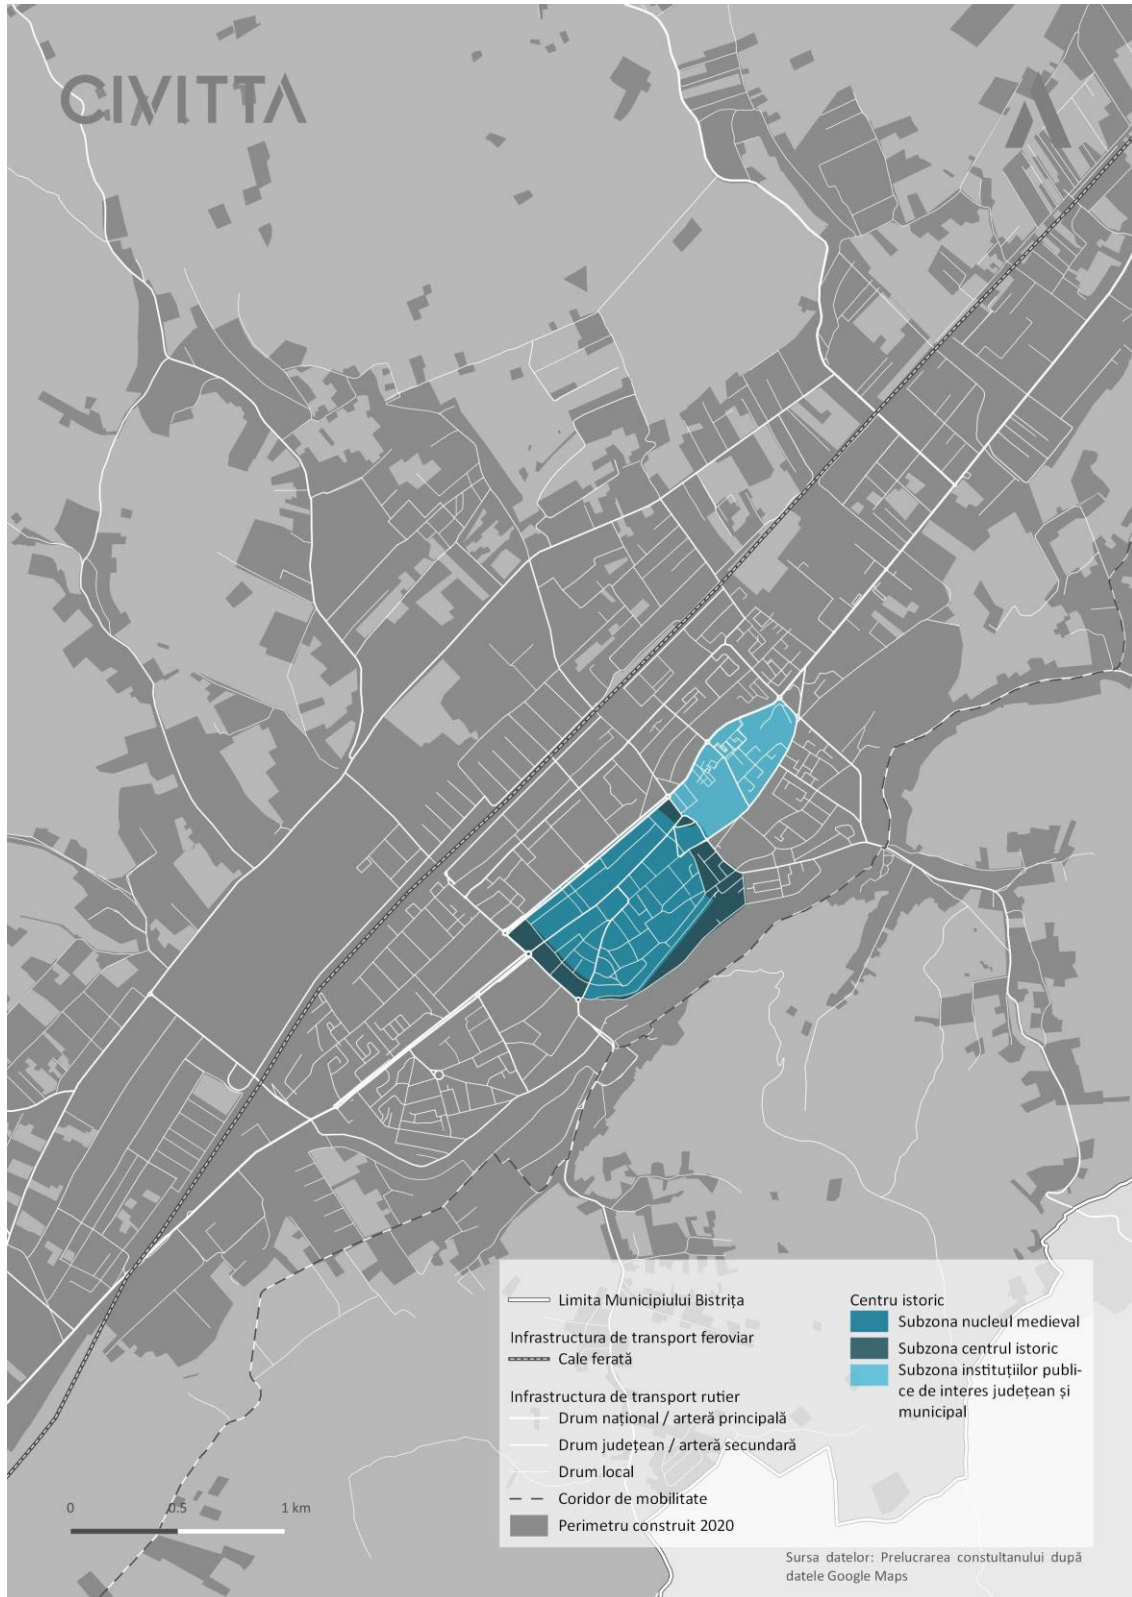 CIVITTA
Limita Municipiului Bistrița
Infrastructura de transport feroviar
Cale ferată
Infrastructura de transport rutier
Drum național / arteră principală
Drum județean / arteră secundară
Drum local
Coridor de mobilitate
Perimetru construit 2020
Centru istoric
Subzona nucleul medieval
Subzona centrul istoric
Subzona instituțiilor publi-
ce de interes județean și
municipal
0 0.5 1 km
Sursa datelor: Prelucrarea constultanului după
datele Google Maps